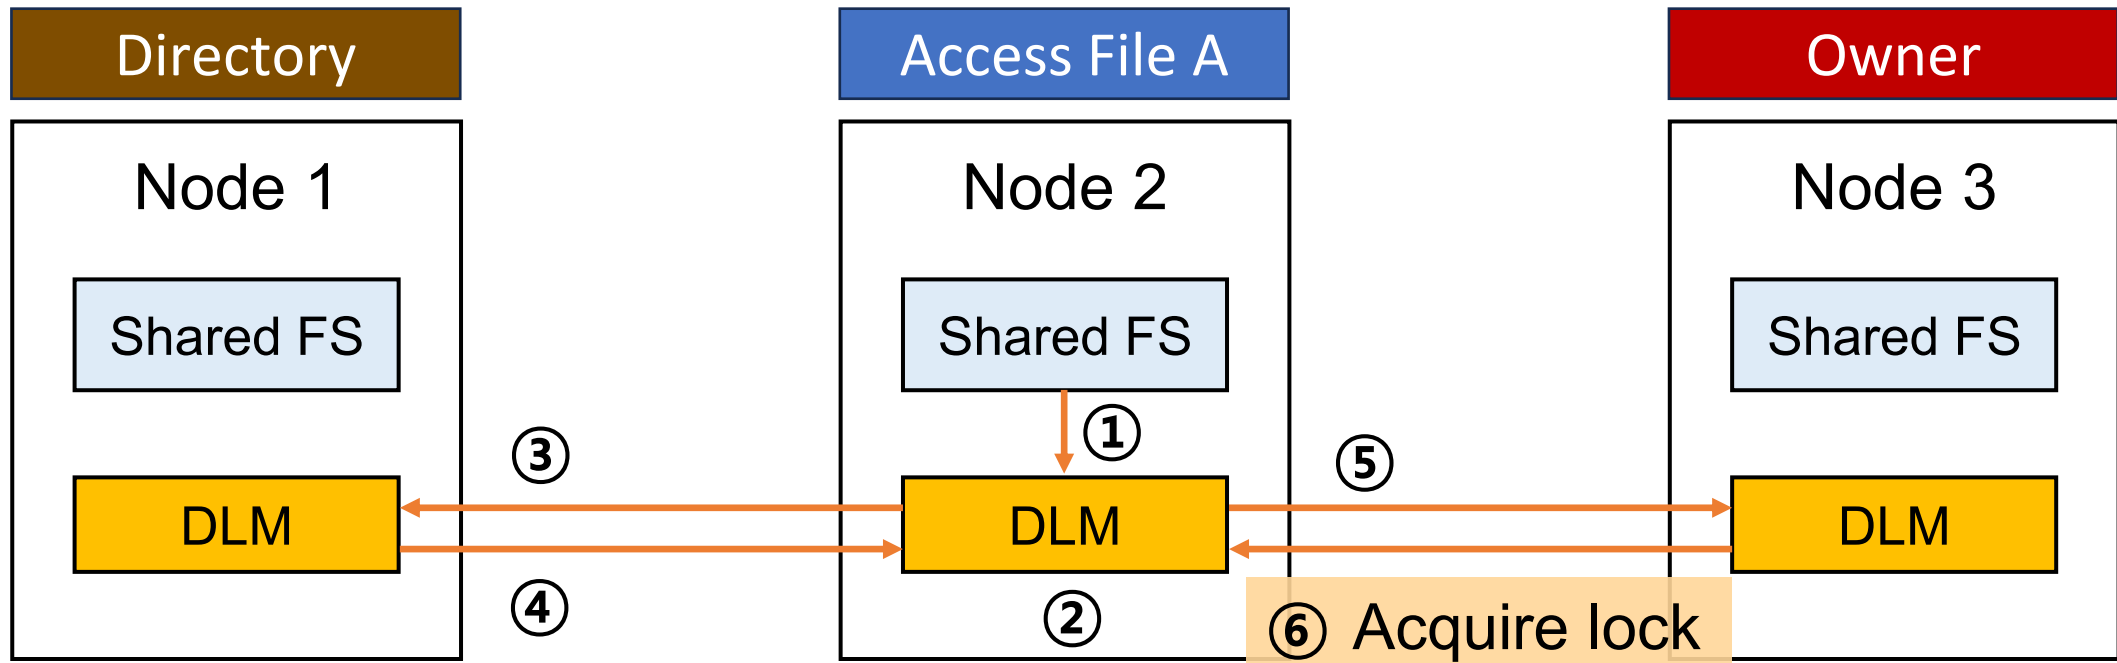 Directory
Access File A
Owner
Node 1
Node 2
Node 3
Shared FS
Shared FS
Shared FS
①
③
⑤
DLM
DLM
DLM
④
②
⑥ Acquire lock